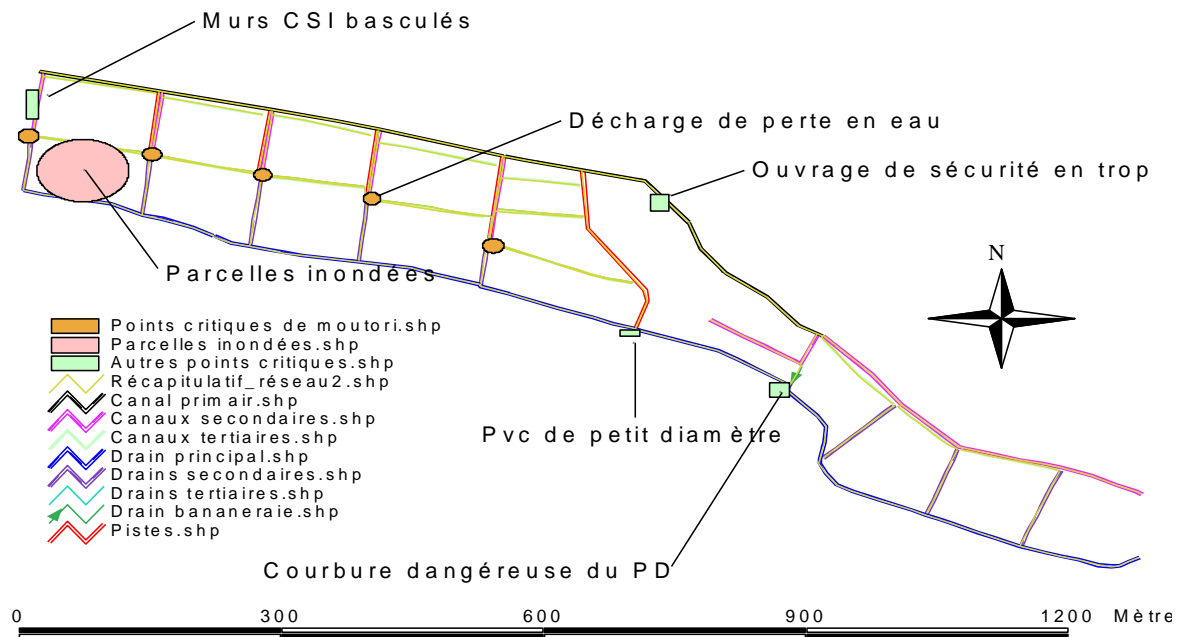 Murs CSI basculés
Décharge de perte en eau
Ouvrage de sécurité en trop
Parcelles inondées
N
Points critiques de moutori.shp
Parcelles inondées.shp
Autres points critiques.shp
Récapitulatif_réseau2.shp
Canal primair.shp
Canaux secondaires.shp
Canaux tertiaires.shp
Drain principal.shp
Drains secondaires.shp
Drains tertiaires.shp
Drain bananeraie.shp
Pistes.shp
Pvc de petit diamètre
Courbure dangéreuse du PD
0 300 600 900 1200 Mètre